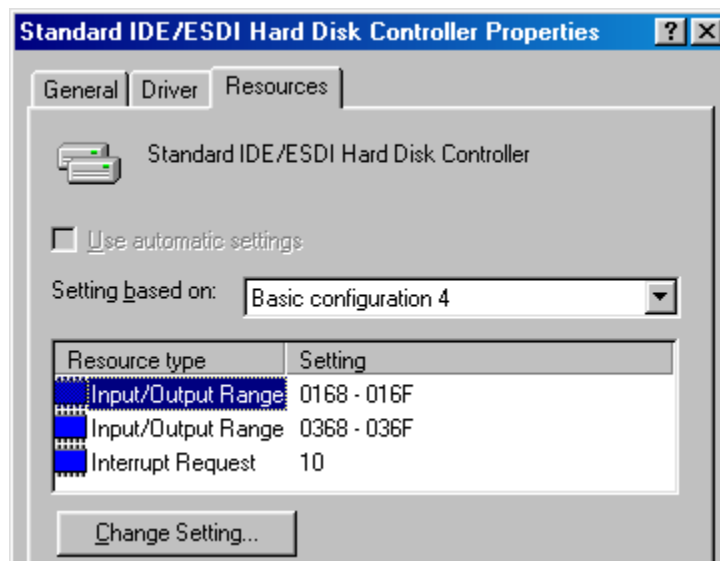 Standard IDE/ESDI Hard Disk Controller Properties
General Driver Resources
Standard IDE/ESDI Hard Disk Controller
Use automatic settings
Setting based on: Basic configuration 4
Resource type Setting
Input/Output Range 0168 - 016F
Input/Output Range 0368 - 036F
Interrupt Request 10
Change Setting...